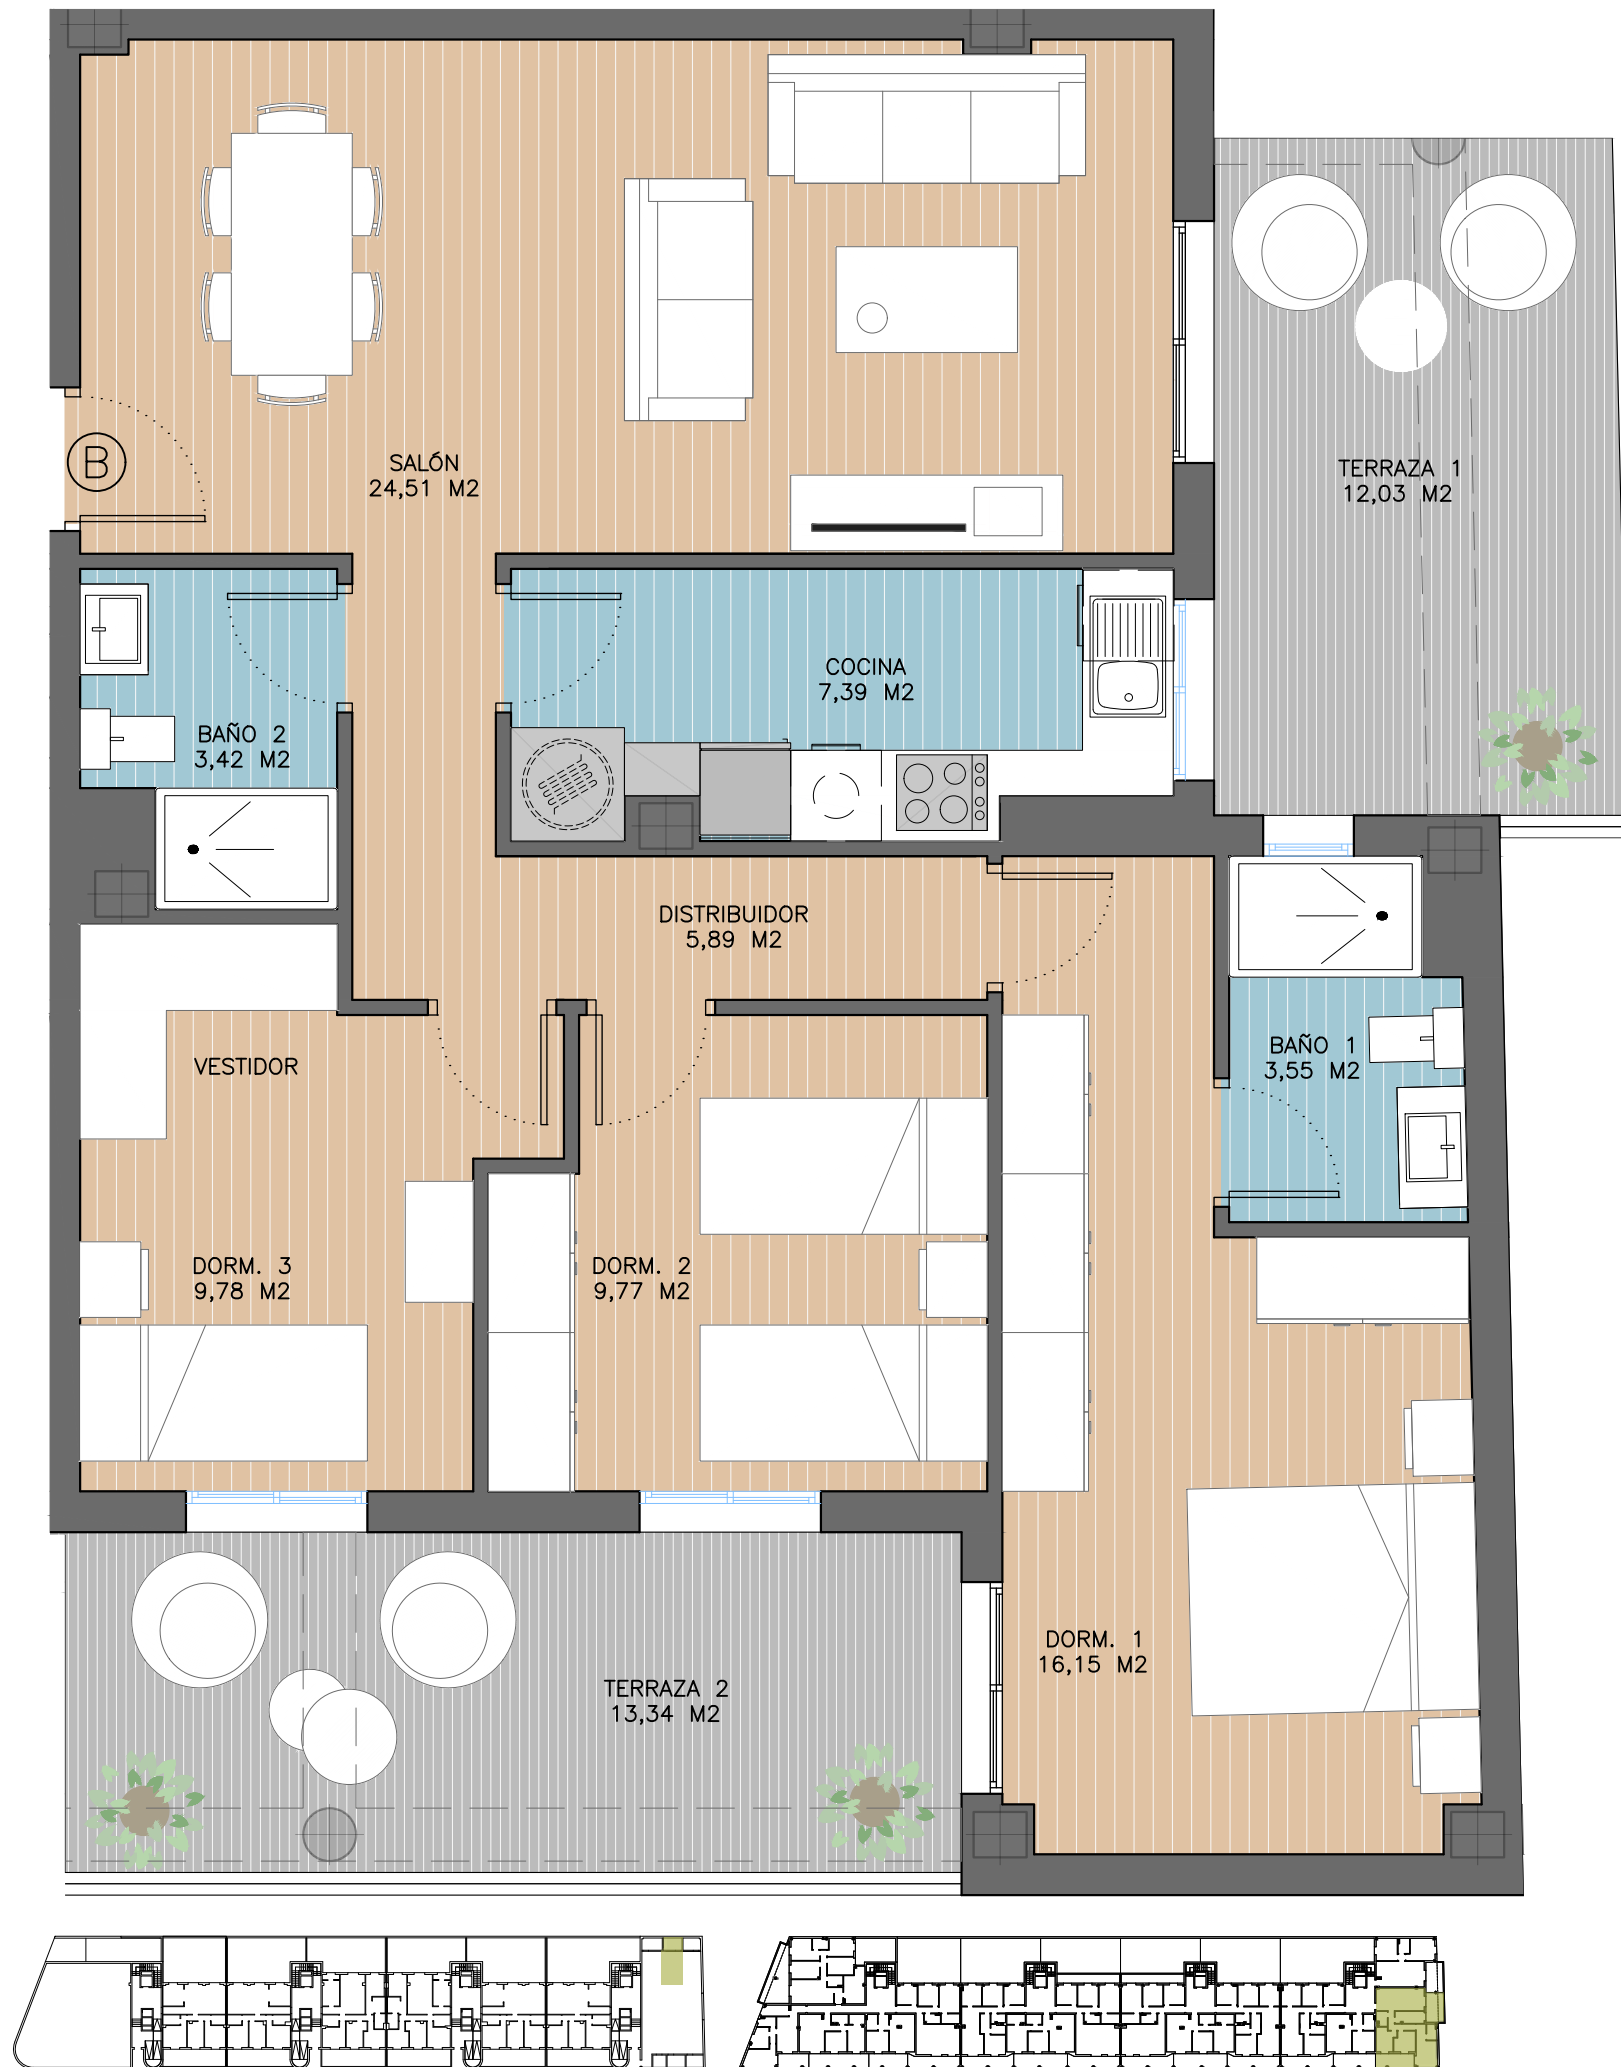 B
SALÓN
24,51 M2
TERRAZA 1
12,03 M2
COCINA
7,39 M2
BAÑO 2
3,42 M2
DISTRIBUIDOR
5,89 M2
BAÑO 1
3,55 M2
VESTIDOR
DORM. 3
9,78 M2
DORM. 2
9,77 M2
DORM. 1
16,15 M2
TERRAZA 2
13,34 M2